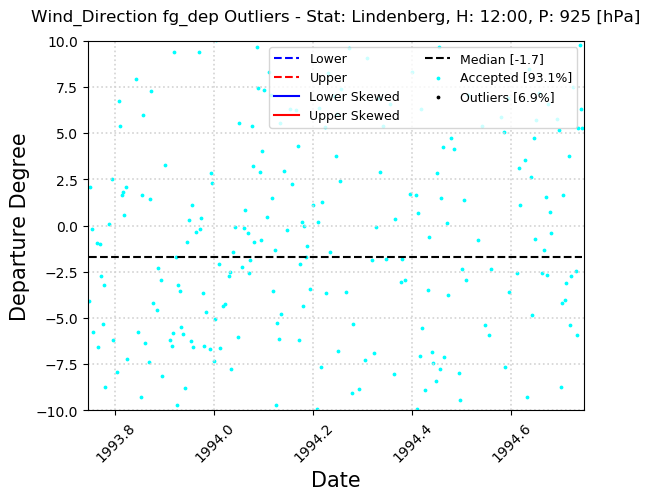 Wind_Direction fg_dep Outliers - Stat: Lindenberg, H: 12:00, P: 925 [hPa]
Lower
Upper
Lower Skewed
Upper Skewed
Median [-1.7]
Accepted [93.1%]
Outliers [6.9%]
Departure Degree
10.0
7.5
5.0
2.5
0.0
−2.5
−5.0
−7.5
−10.0
1993.8
1994.0
1994.2
1994.4
1994.6
Date